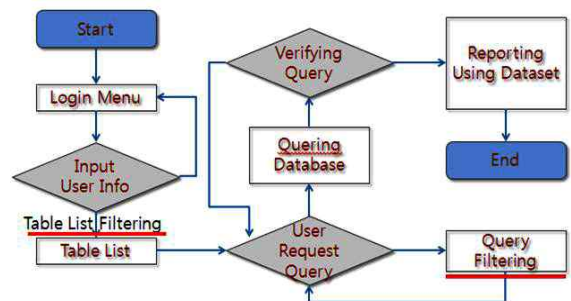 Start
Login Menu
Input
User Info
Table List Filtering
Table List
Verifying
Query
Quering
Database
User
Request
Query
Reporting
Using Dataset
End
Query
Filtering